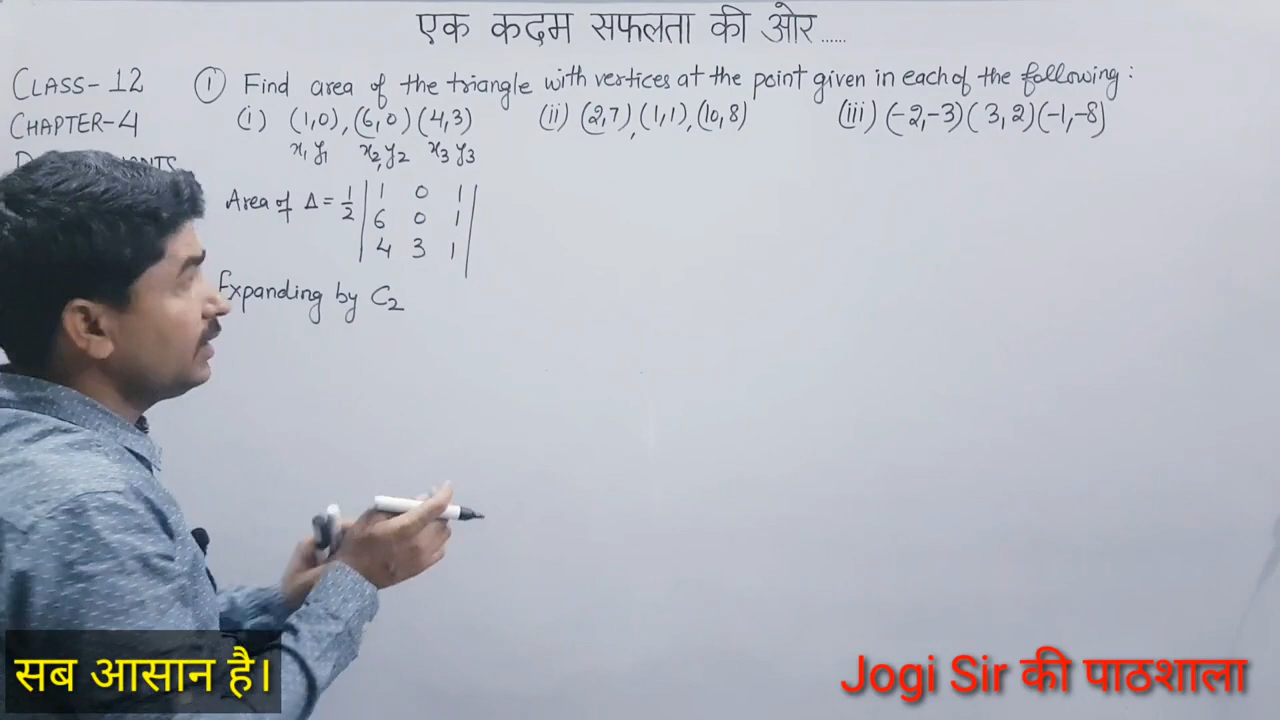 एक कदम सफलता की ओर......
CLASS-12
CHAPTER-4
① Find area of the triangle with vertices at the point given in each of the following:
(i) (1,0), (6,0) (4,3) (ii) (2,7), (1,1), (10,8) (iii) (-2,-3) (3,2) (-1,-8)
x₁ y₁ x₂,y₂ x₃ y₃
Area of Δ = 1/2 | 1 0 1 |
| 6 0 1 |
| 4 3 1 |
Expanding by C₂
सब आसान है।
Jogi Sir की पाठशाला